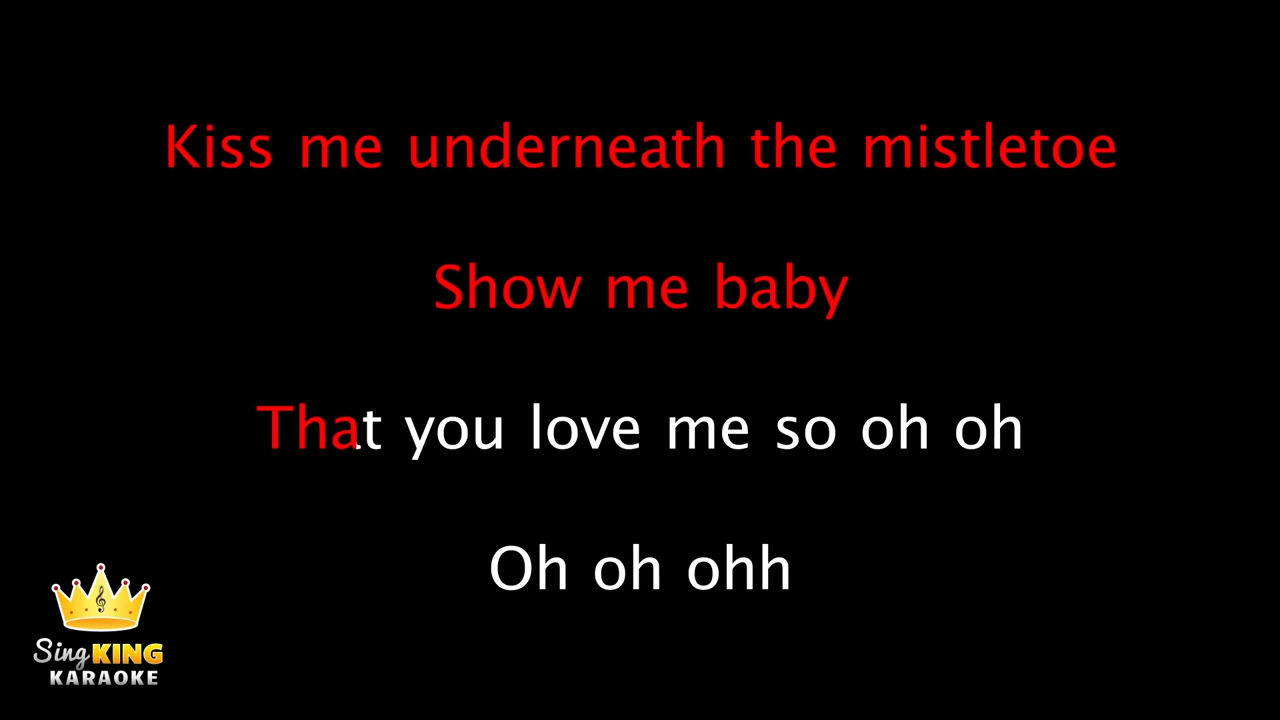 Kiss me underneath the mistletoe
Show me baby
That you love me so oh oh
Oh oh ohh
Sing KING
KARAOKE